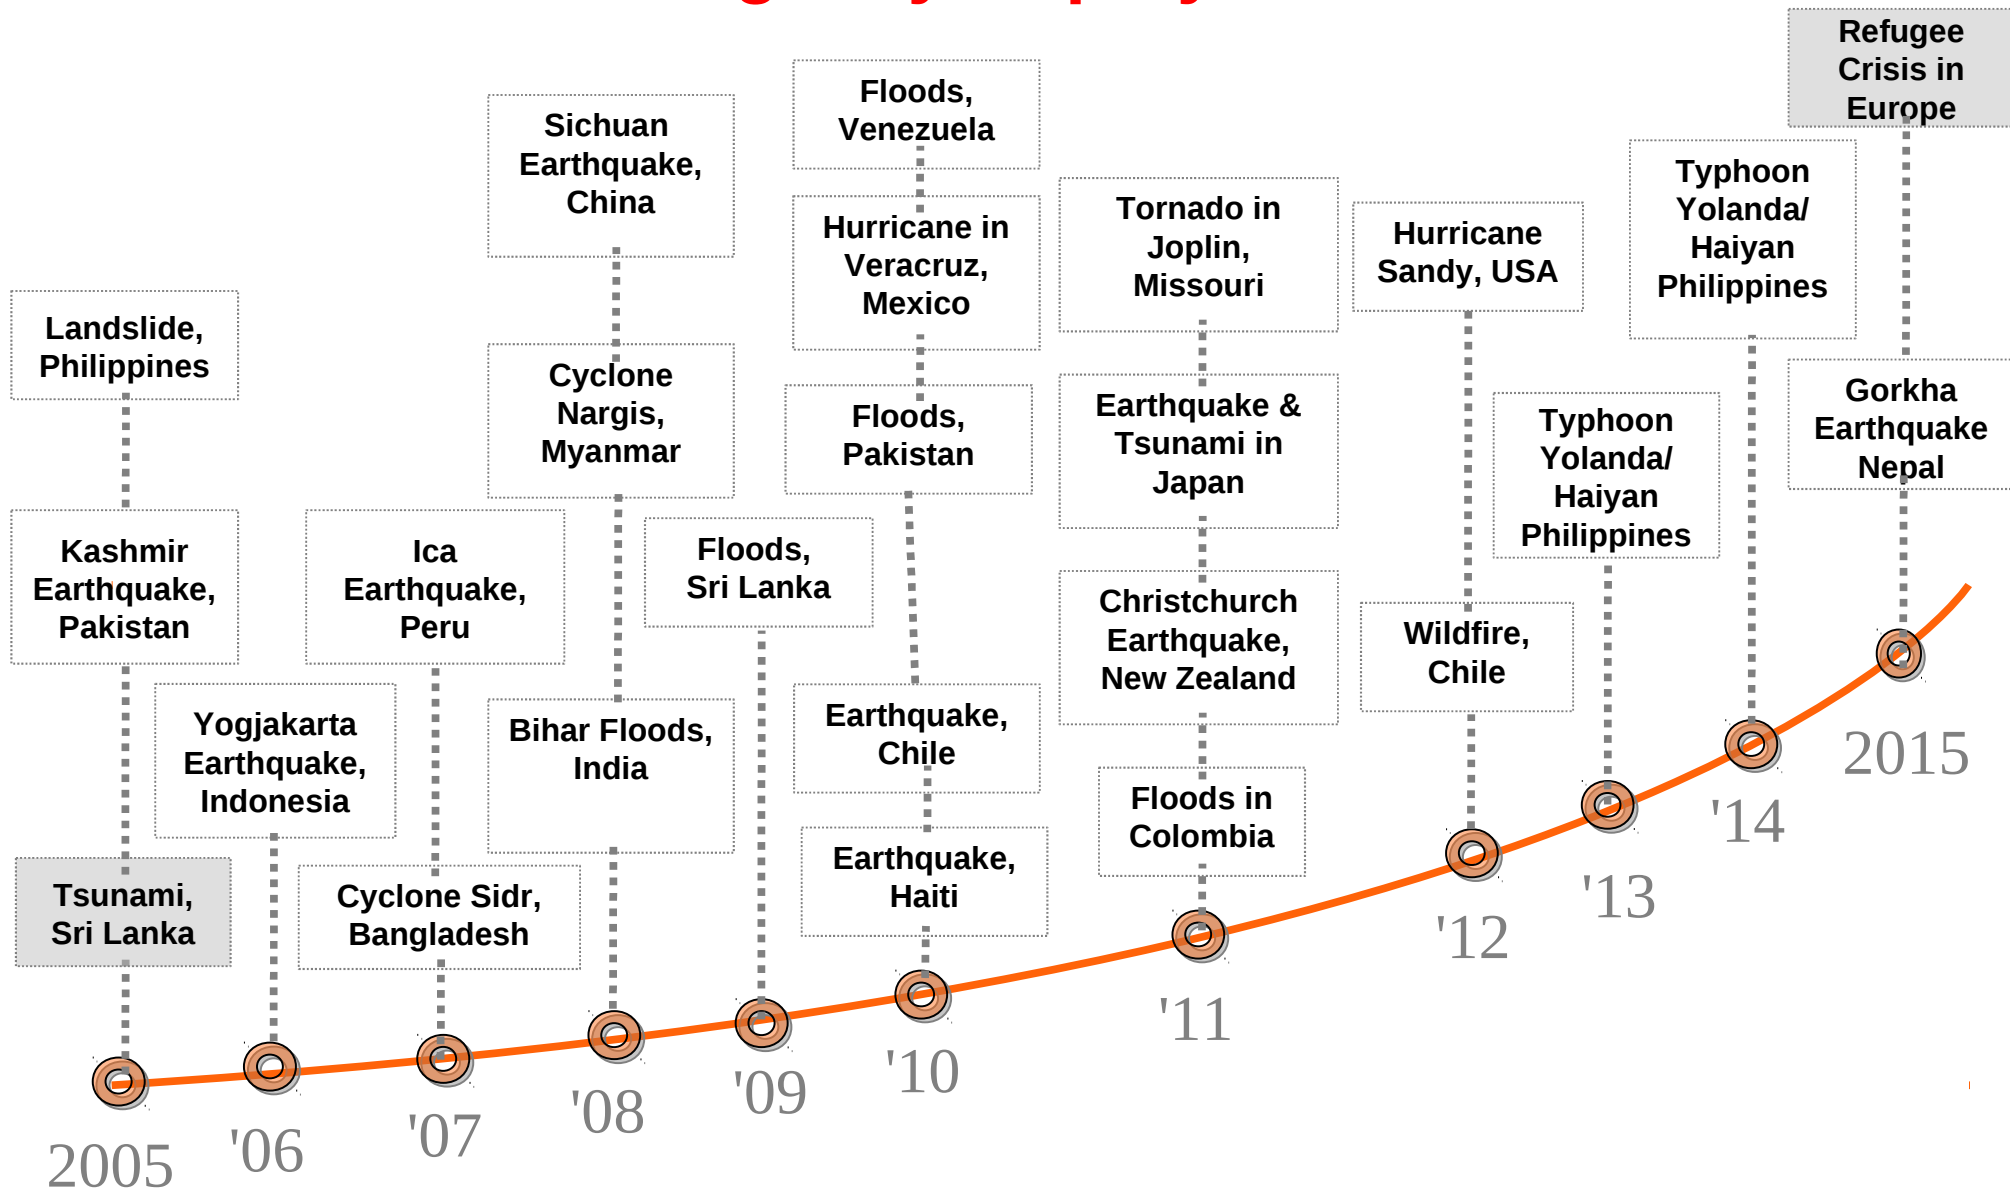 Refugee
Crisis in
Europe
Floods,
Venezuela
Sichuan
Earthquake,
China
Typhoon
Yolanda/
Haiyan
Philippines
Tornado in
Joplin,
Missouri
Hurricane in
Veracruz,
Mexico
Hurricane
Sandy, USA
Landslide,
Philippines
Cyclone
Nargis,
Myanmar
Earthquake &
Tsunami in
Japan
Gorkha
Earthquake
Nepal
Floods,
Pakistan
Typhoon
Yolanda/
Haiyan
Philippines
Kashmir
Earthquake,
Pakistan
Ica
Earthquake,
Peru
Floods,
Sri Lanka
Christchurch
Earthquake,
New Zealand
Wildfire,
Chile
Yogjakarta
Earthquake,
Indonesia
Bihar Floods,
India
Earthquake,
Chile
Floods in
Colombia
Earthquake,
Haiti
Tsunami,
Sri Lanka
Cyclone Sidr,
Bangladesh
2005
'06
'07
'08
'09
'10
'11
'12
'13
'14
2015